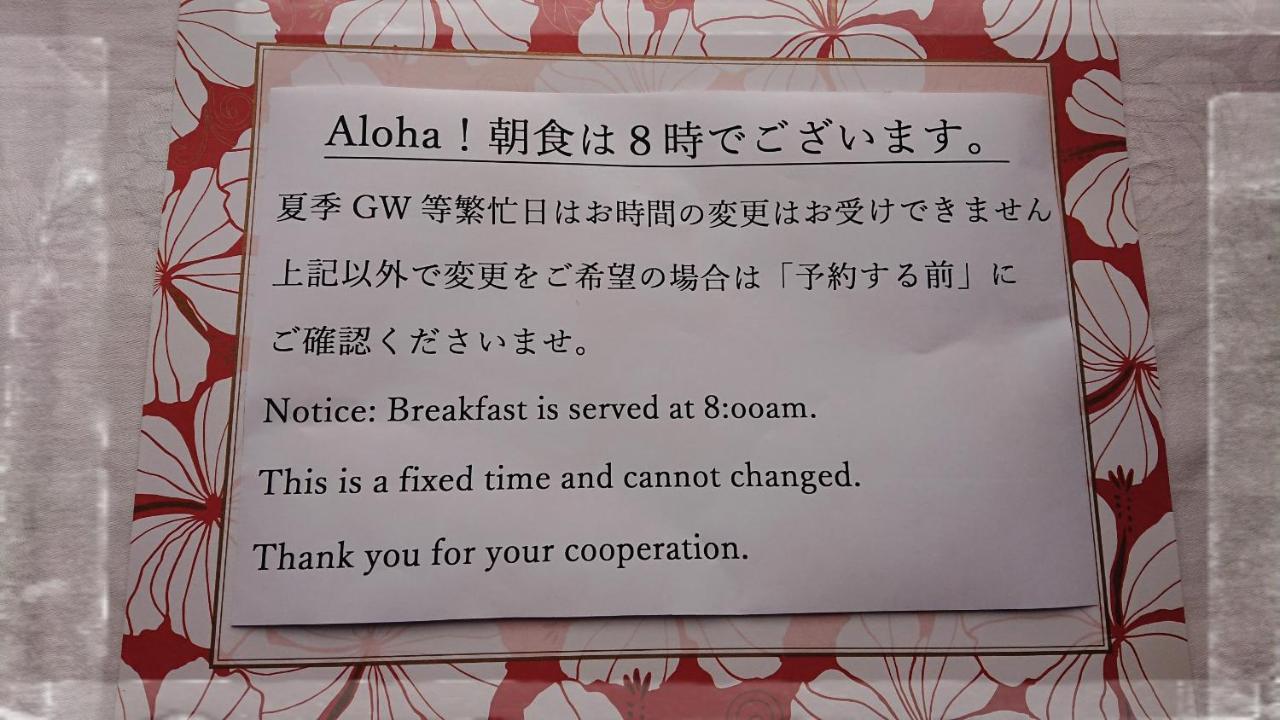 Aloha！朝食は8時でございます。
夏季 GW 等繁忙日はお時間の変更はお受けできません
上記以外で変更をご希望の場合は「予約する前」に
ご確認くださいませ。
Notice: Breakfast is served at 8:ooam.
This is a fixed time and cannot changed.
Thank you for your cooperation.